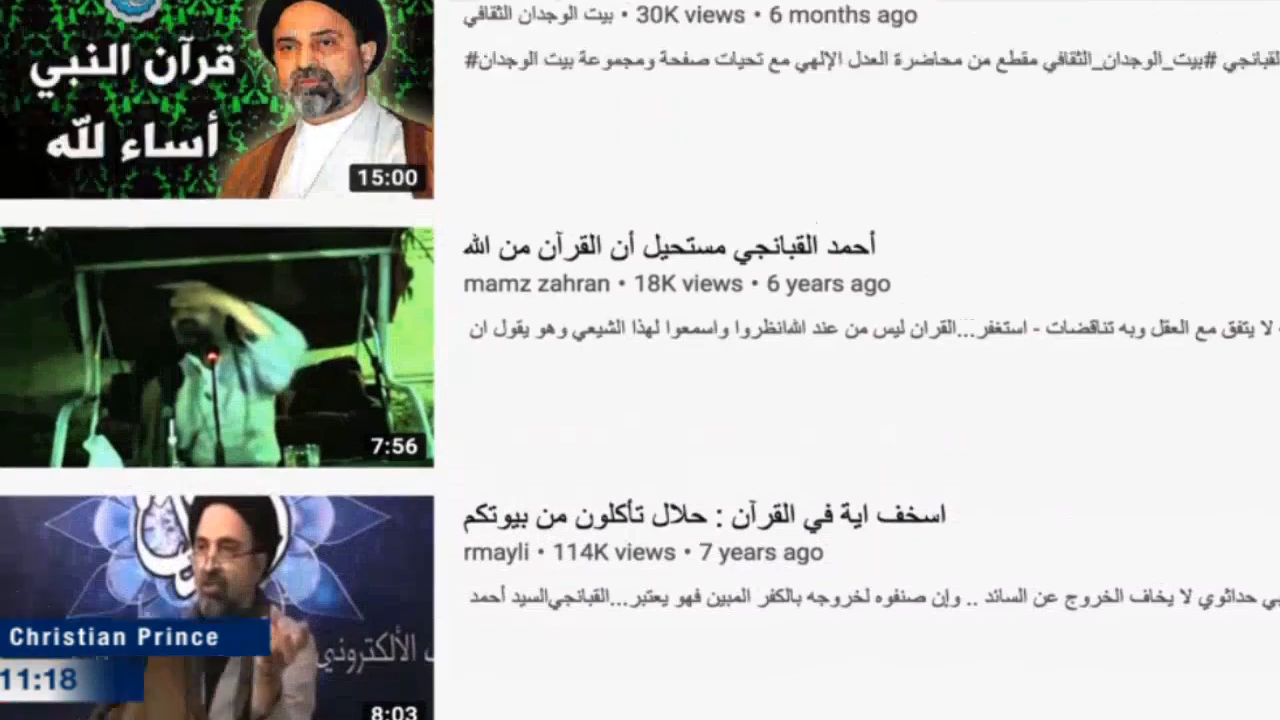 قرآن النبي
أساء لله
15:00
بيت الوجدان الثقافي • 30K views • 6 months ago
القبانجي #بيت_الوجدان_الثقافي مقطع من محاضرة العدل الإلهي مع تحيات صفحة ومجموعة بيت الوجدان#
7:56
أحمد القبانجي مستحيل أن القرآن من الله
mamz zahran • 18K views • 6 years ago
لا يتفق مع العقل وبه تناقضات - استغفر...القران ليس من عند اللهانظروا واسمعوا لهذا الشيعي وهو يقول ان
اسخف اية في القرآن : حلال تأكلون من بيوتكم
rmayli • 114K views • 7 years ago
حداثوي لا يخاف الخروج عن السائد .. وإن صنفوه لخروجه بالكفر المبين فهو يعتبر...القبانجيالسيد أحمد
الألكتروني
Christian Prince
11:18
8:03